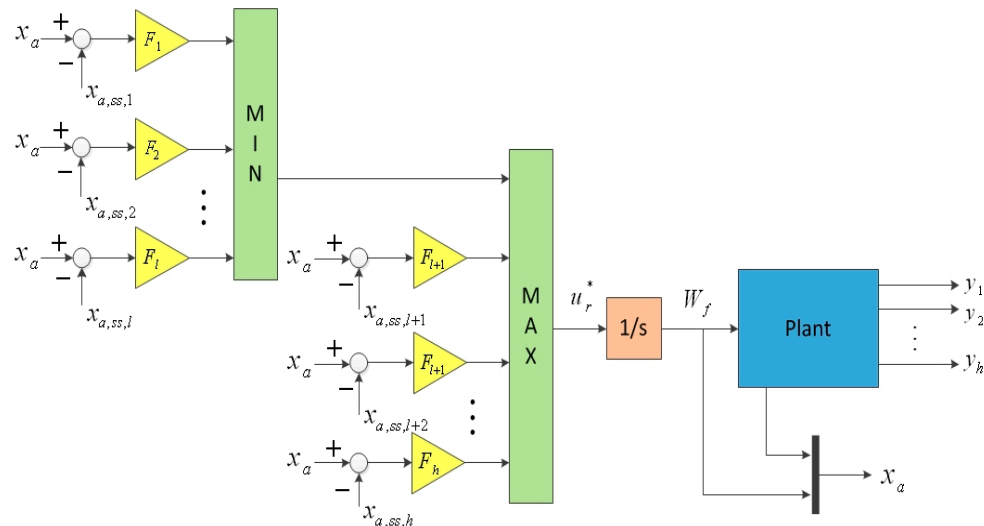 x_a + − F_1
x_{a,ss,1}
x_a + − F_2
x_{a,ss,2}
x_a + − F_l
x_{a,ss,l}
MIN
x_a + − F_{l+1}
x_{a,ss,l+1}
x_a + − F_{l+1}
x_{a,ss,l+2}
x_a + − F_h
x_{a,ss,h}
MAX
u_r^*
1/s
W_f
Plant
y_1
y_2
⋮
y_h
x_a